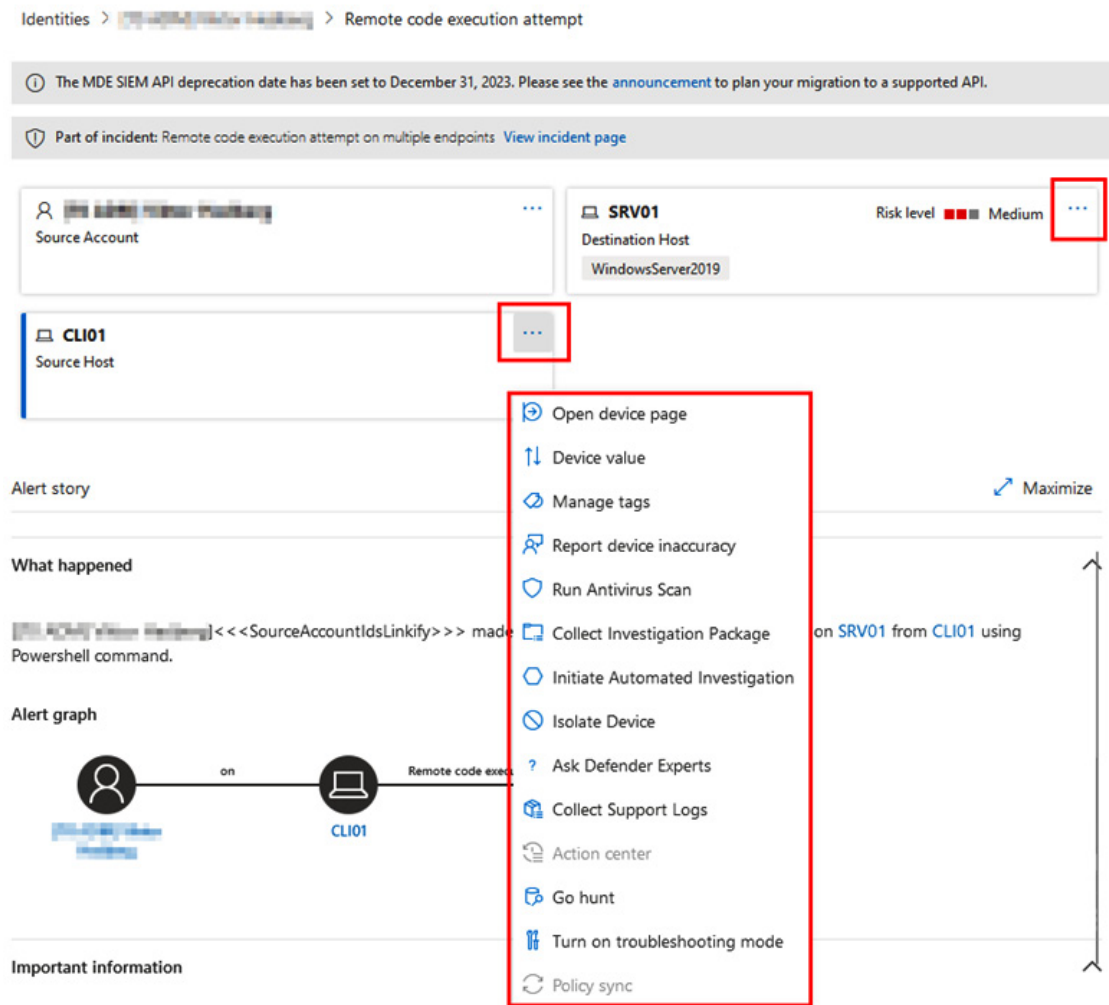 Identities > > Remote code execution attempt
The MDE SIEM API deprecation date has been set to December 31, 2023. Please see the announcement to plan your migration to a supported API.
Part of incident: Remote code execution attempt on multiple endpoints View incident page
...
Source Account
SRV01 Risk level Medium ...
Destination Host
WindowsServer2019
CLI01 ...
Source Host
Open device page
Device value
Manage tags
Report device inaccuracy
Run Antivirus Scan
Collect Investigation Package
Initiate Automated Investigation
Isolate Device
? Ask Defender Experts
Collect Support Logs
Action center
Go hunt
Turn on troubleshooting mode
Policy sync
Alert story Maximize
What happened
]<<<SourceAccountIdsLinkify>>> made on SRV01 from CLI01 using
Powershell command.
Alert graph
on Remote code
CLI01
Important information